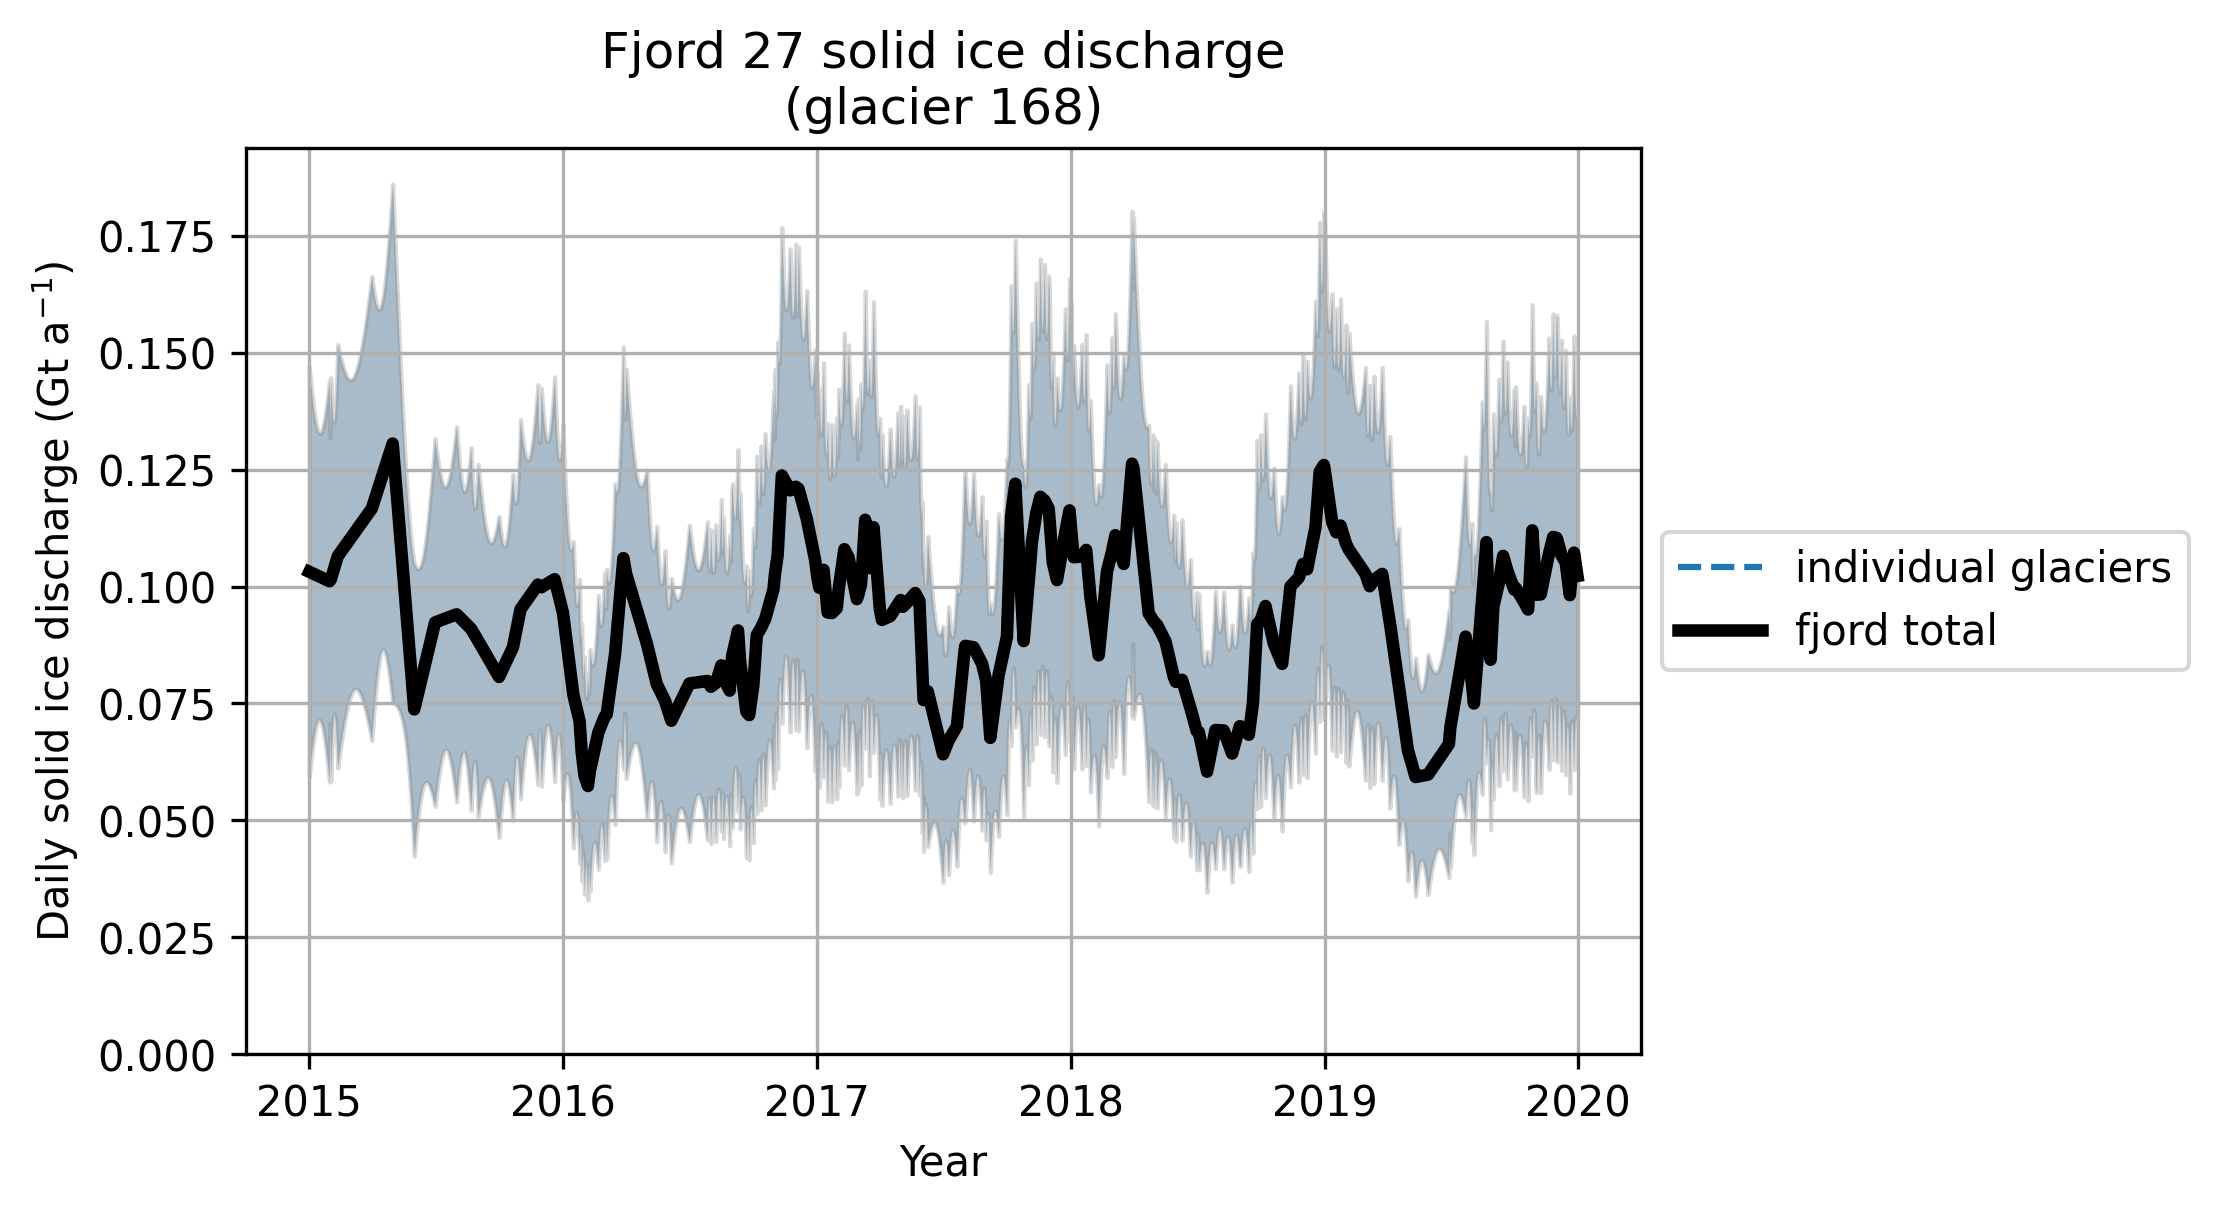 Fjord 27 solid ice discharge
(glacier 168)
Daily solid ice discharge (Gt a⁻¹)
0.175
0.150
0.125
0.100
0.075
0.050
0.025
0.000
2015 2016 2017 2018 2019 2020
Year
individual glaciers
fjord total